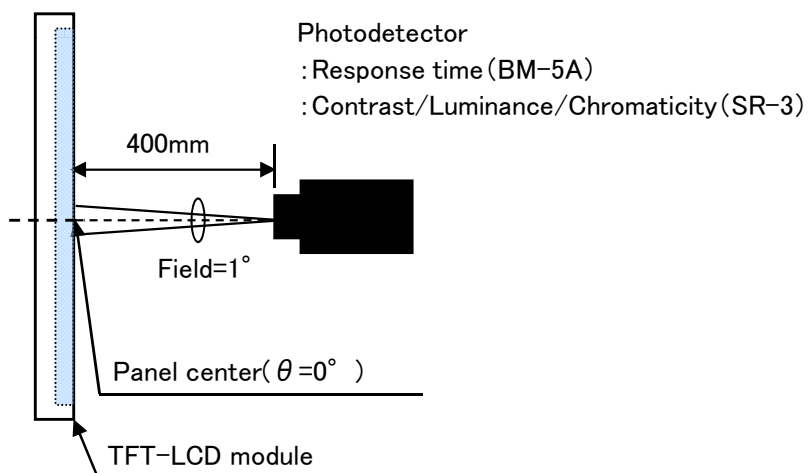 Photodetector
:Response time(BM-5A)
:Contrast/Luminance/Chromaticity(SR-3)
400mm
Field=1°
Panel center(θ=0° )
TFT-LCD module